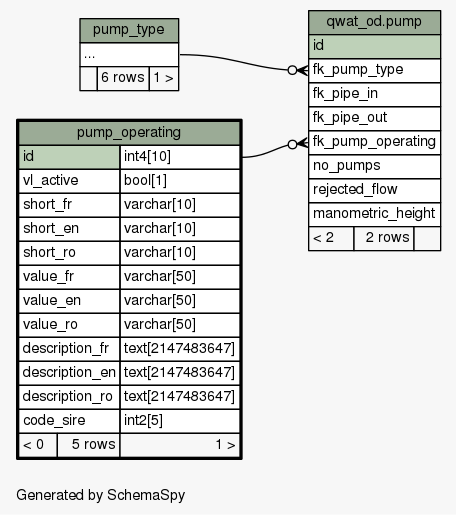 pump_type
...
6 rows 1 >
qwat_od.pump
id
fk_pump_type
fk_pipe_in
fk_pipe_out
fk_pump_operating
no_pumps
rejected_flow
manometric_height
< 2 2 rows
pump_operating
id int4[10]
vl_active bool[1]
short_fr varchar[10]
short_en varchar[10]
short_ro varchar[10]
value_fr varchar[50]
value_en varchar[50]
value_ro varchar[50]
description_fr text[2147483647]
description_en text[2147483647]
description_ro text[2147483647]
code_sire int2[5]
< 0 5 rows 1 >
Generated by SchemaSpy